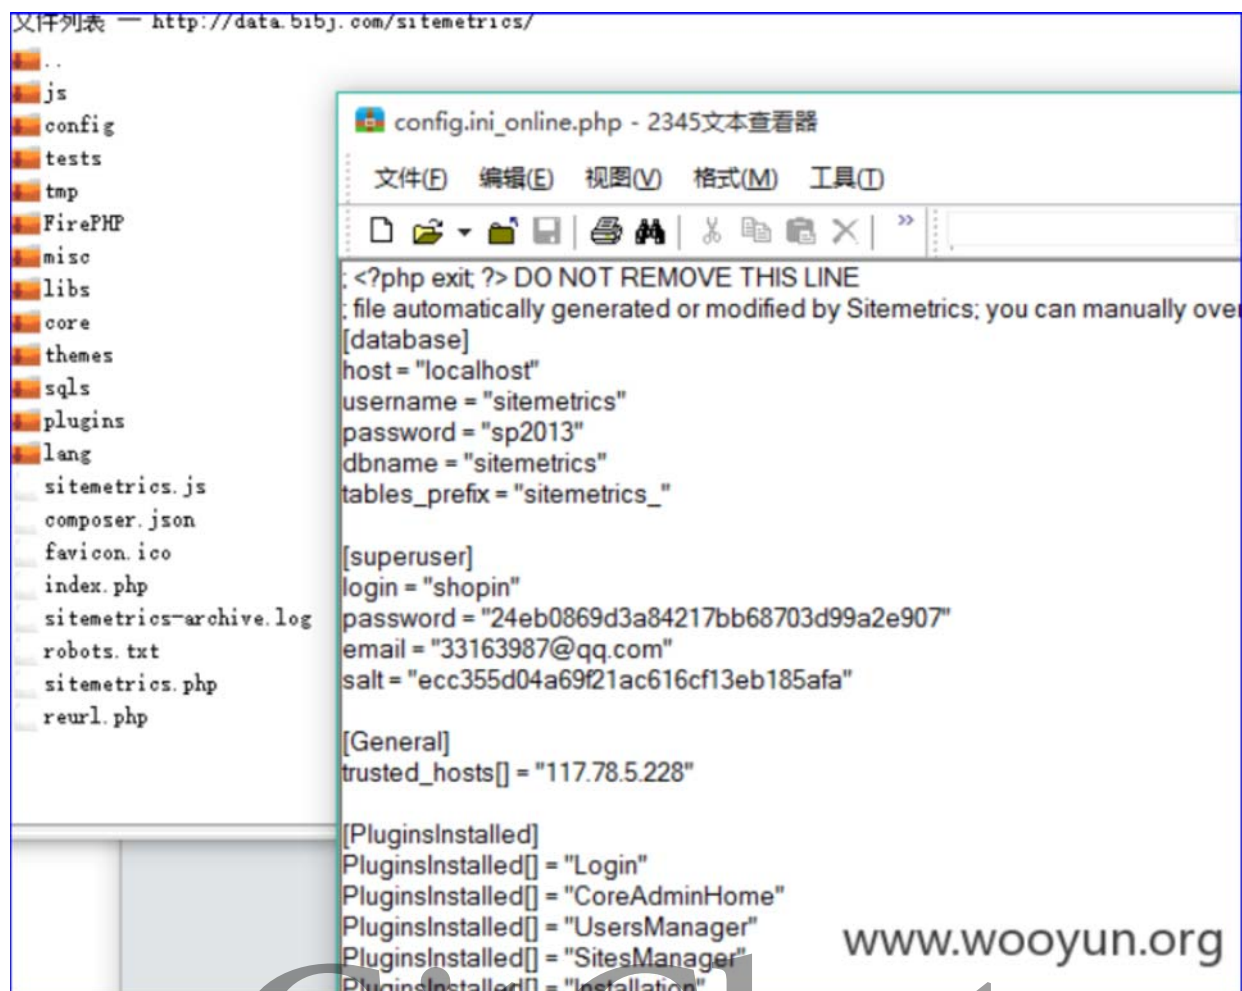 文件列表 — http://data.bibj.com/sitemetrics/
..
js
config
tests
tmp
FirePHP
misc
libs
core
themes
sqls
plugins
lang
sitemetrics.js
composer.json
favicon.ico
index.php
sitemetrics-archive.log
robots.txt
sitemetrics.php
reurl.php
config.ini_online.php - 2345文本查看器
文件(F) 编辑(E) 视图(V) 格式(M) 工具(T)
; <?php exit; ?> DO NOT REMOVE THIS LINE
; file automatically generated or modified by Sitemetrics; you can manually over
[database]
host = "localhost"
username = "sitemetrics"
password = "sp2013"
dbname = "sitemetrics"
tables_prefix = "sitemetrics_"
[superuser]
login = "shopin"
password = "24eb0869d3a84217bb68703d99a2e907"
email = "33163987@qq.com"
salt = "ecc355d04a69f21ac616cf13eb185afa"
[General]
trusted_hosts[] = "117.78.5.228"
[PluginsInstalled]
PluginsInstalled[] = "Login"
PluginsInstalled[] = "CoreAdminHome"
PluginsInstalled[] = "UsersManager"
PluginsInstalled[] = "SitesManager"
PluginsInstalled[] = "Installation"
www.wooyun.org